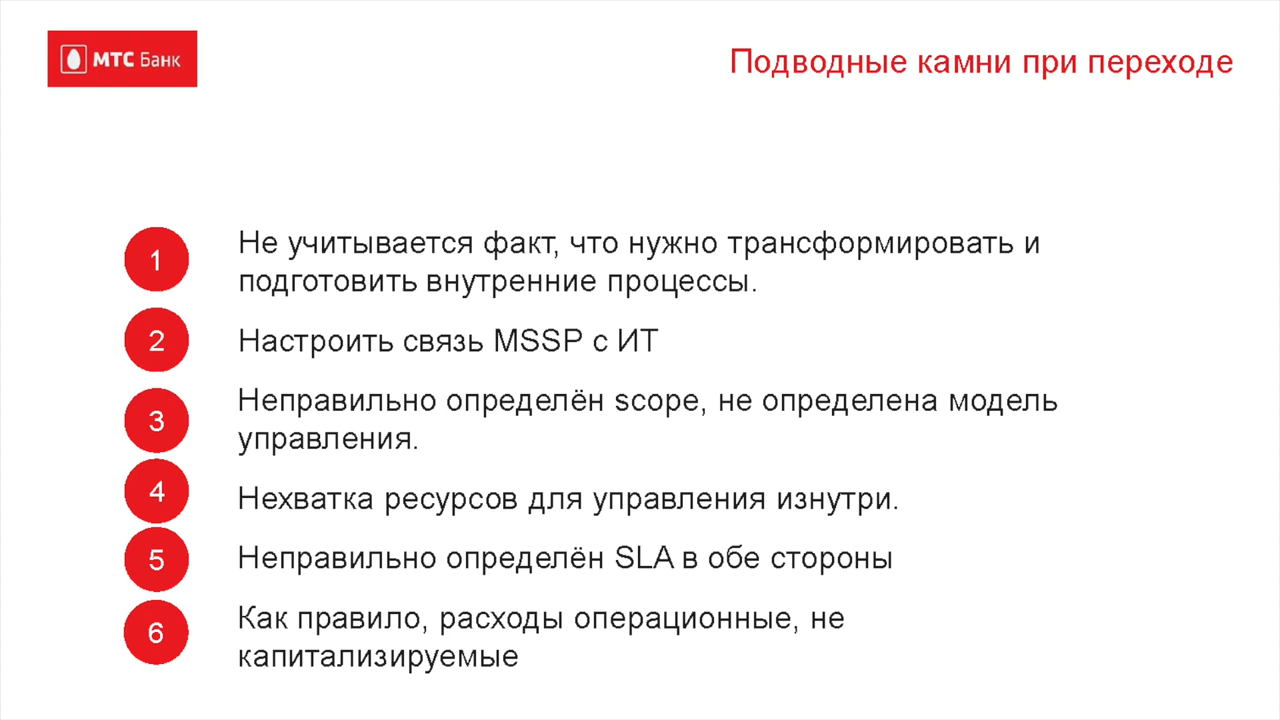 МТС Банк
Подводные камни при переходе
1
Не учитывается факт, что нужно трансформировать и
подготовить внутренние процессы.
2
Настроить связь MSSP с ИТ
3
Неправильно определён scope, не определена модель
управления.
4
Нехватка ресурсов для управления изнутри.
5
Неправильно определён SLA в обе стороны
6
Как правило, расходы операционные, не
капитализируемые